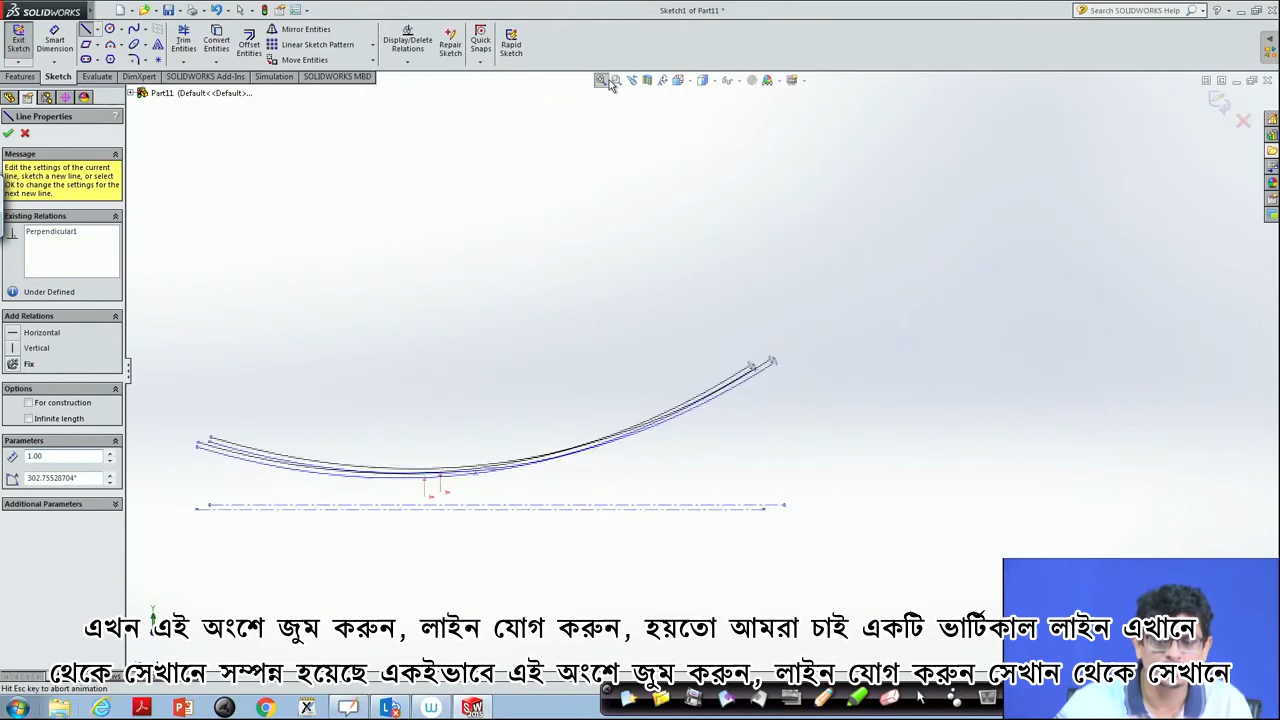 SOLIDWORKS
Sketch1 of Part11 *
Search SOLIDWORKS Help
Exit Sketch
Smart Dimension
Trim Entities
Convert Entities
Offset Entities
Mirror Entities
Linear Sketch Pattern
Move Entities
Display/Delete Relations
Repair Sketch
Quick Snaps
Rapid Sketch
Features
Sketch
Evaluate
DimXpert
SOLIDWORKS Add-Ins
Simulation
SOLIDWORKS MBD
Part11 (Default<<Default>...
Line Properties
?
Message
Edit the settings of the current
line, sketch a new line, or select
OK to change the settings for the
next new line.
Existing Relations
Perpendicular1
Under Defined
Add Relations
Horizontal
Vertical
Fix
Options
For construction
Infinite length
Parameters
1.00
302.75528704°
Additional Parameters
এখন এই অংশে জুম করুন, লাইন যোগ করুন, হয়তো আমরা চাই একটি ভার্টিকাল লাইন এখানে
থেকে সেখানে সম্পন্ন হয়েছে একইভাবে এই অংশে জুম করুন, লাইন যোগ করুন সেখান থেকে সেখানে
Hit Esc key to abort animation